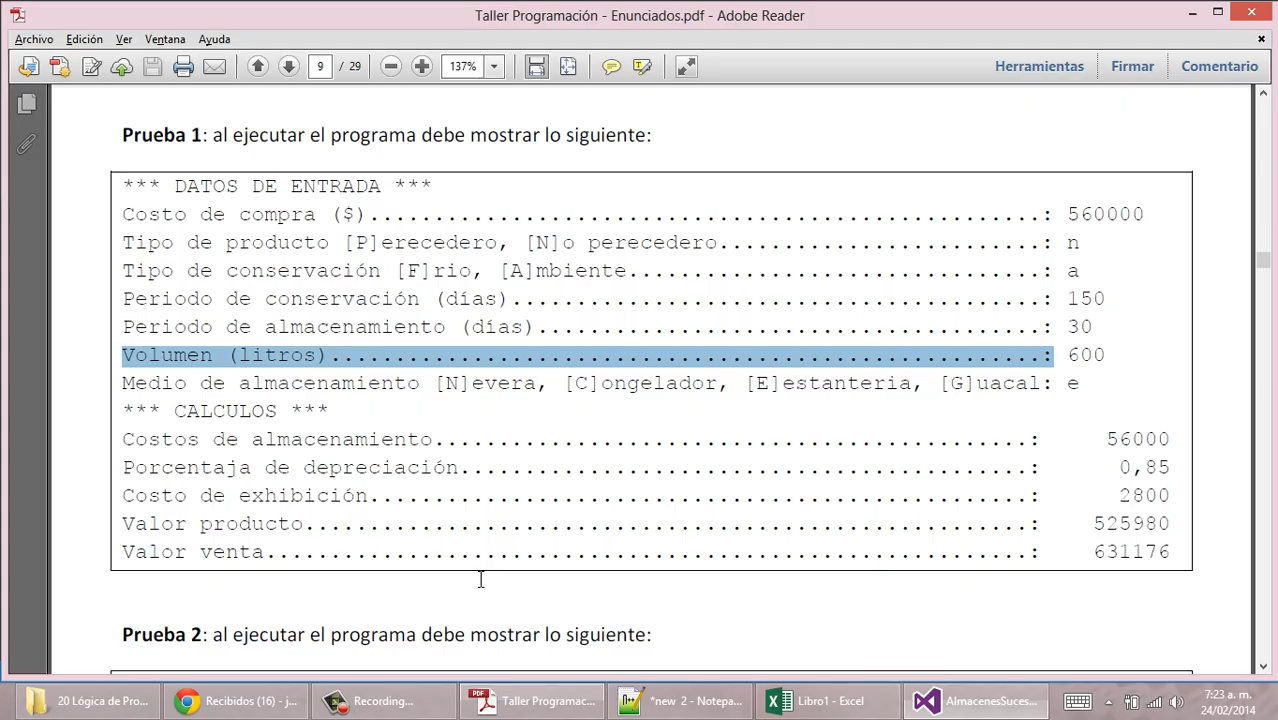 Taller Programación - Enunciados.pdf - Adobe Reader
Archivo Edición Ver Ventana Ayuda
9 / 29 137% Herramientas Firmar Comentario
Prueba 1: al ejecutar el programa debe mostrar lo siguiente:
*** DATOS DE ENTRADA ***
Costo de compra ($)....................................................: 560000
Tipo de producto [P]erecedero, [N]o perecedero.........................: n
Tipo de conservación [F]rio, [A]mbiente................................: a
Periodo de conservación (días).........................................: 150
Periodo de almacenamiento (días).......................................: 30
Volumen (litros).......................................................: 600
Medio de almacenamiento [N]evera, [C]ongelador, [E]estanteria, [G]uacal: e
*** CALCULOS ***
Costos de almacenamiento..............................................: 56000
Porcentaja de depreciación............................................: 0,85
Costo de exhibición...................................................: 2800
Valor producto........................................................: 525980
Valor venta...........................................................: 631176
Prueba 2: al ejecutar el programa debe mostrar lo siguiente:
20 Lógica de Pro... Recibidos (16) - j... Recording... Taller Programac... *new 2 - Notepa... Libro1 - Excel AlmacenesSuces... 7:23 a. m.
24/02/2014